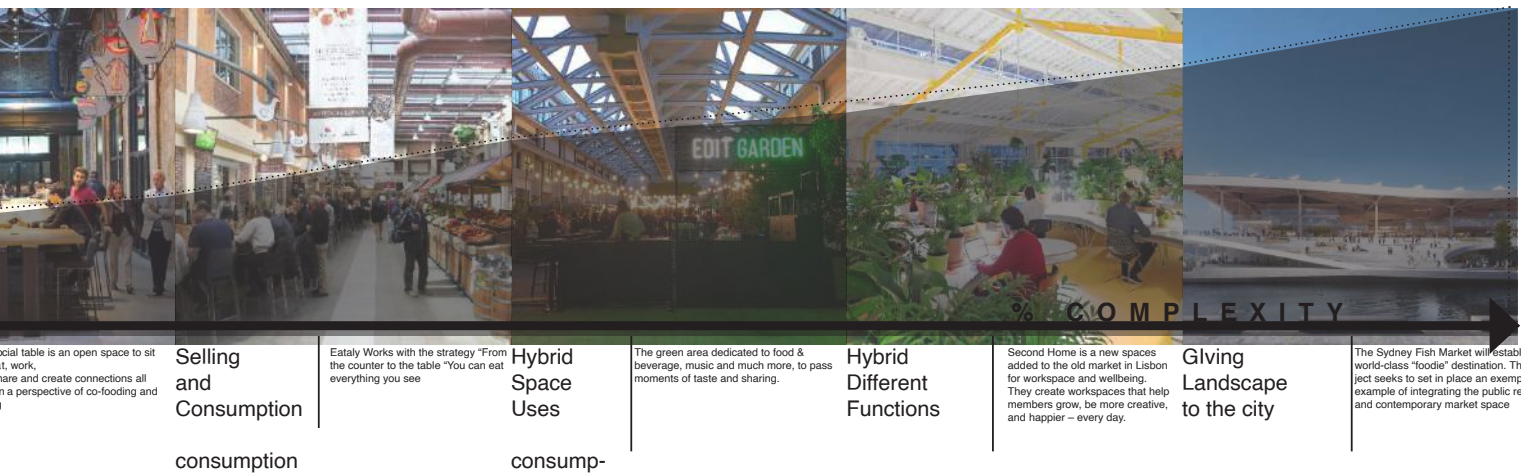 EDIT GARDEN
% COMPLEXITY
ocial table is an open space to sit
at, work,
hare and create connections all
n a perspective of co-fooding and
g
Selling
and
Consumption
consumption
Eataly Works with the strategy “From
the counter to the table “You can eat
everything you see
Hybrid
Space
Uses
consump-
The green area dedicated to food &
beverage, music and much more, to pass
moments of taste and sharing.
Hybrid
Different
Functions
Second Home is a new spaces
added to the old market in Lisbon
for workspace and wellbeing.
They create workspaces that help
members grow, be more creative,
and happier – every day.
GIving
Landscape
to the city
The Sydney Fish Market will establ
world-class “foodie” destination. Th
ject seeks to set in place an exemp
example of integrating the public re
and contemporary market space